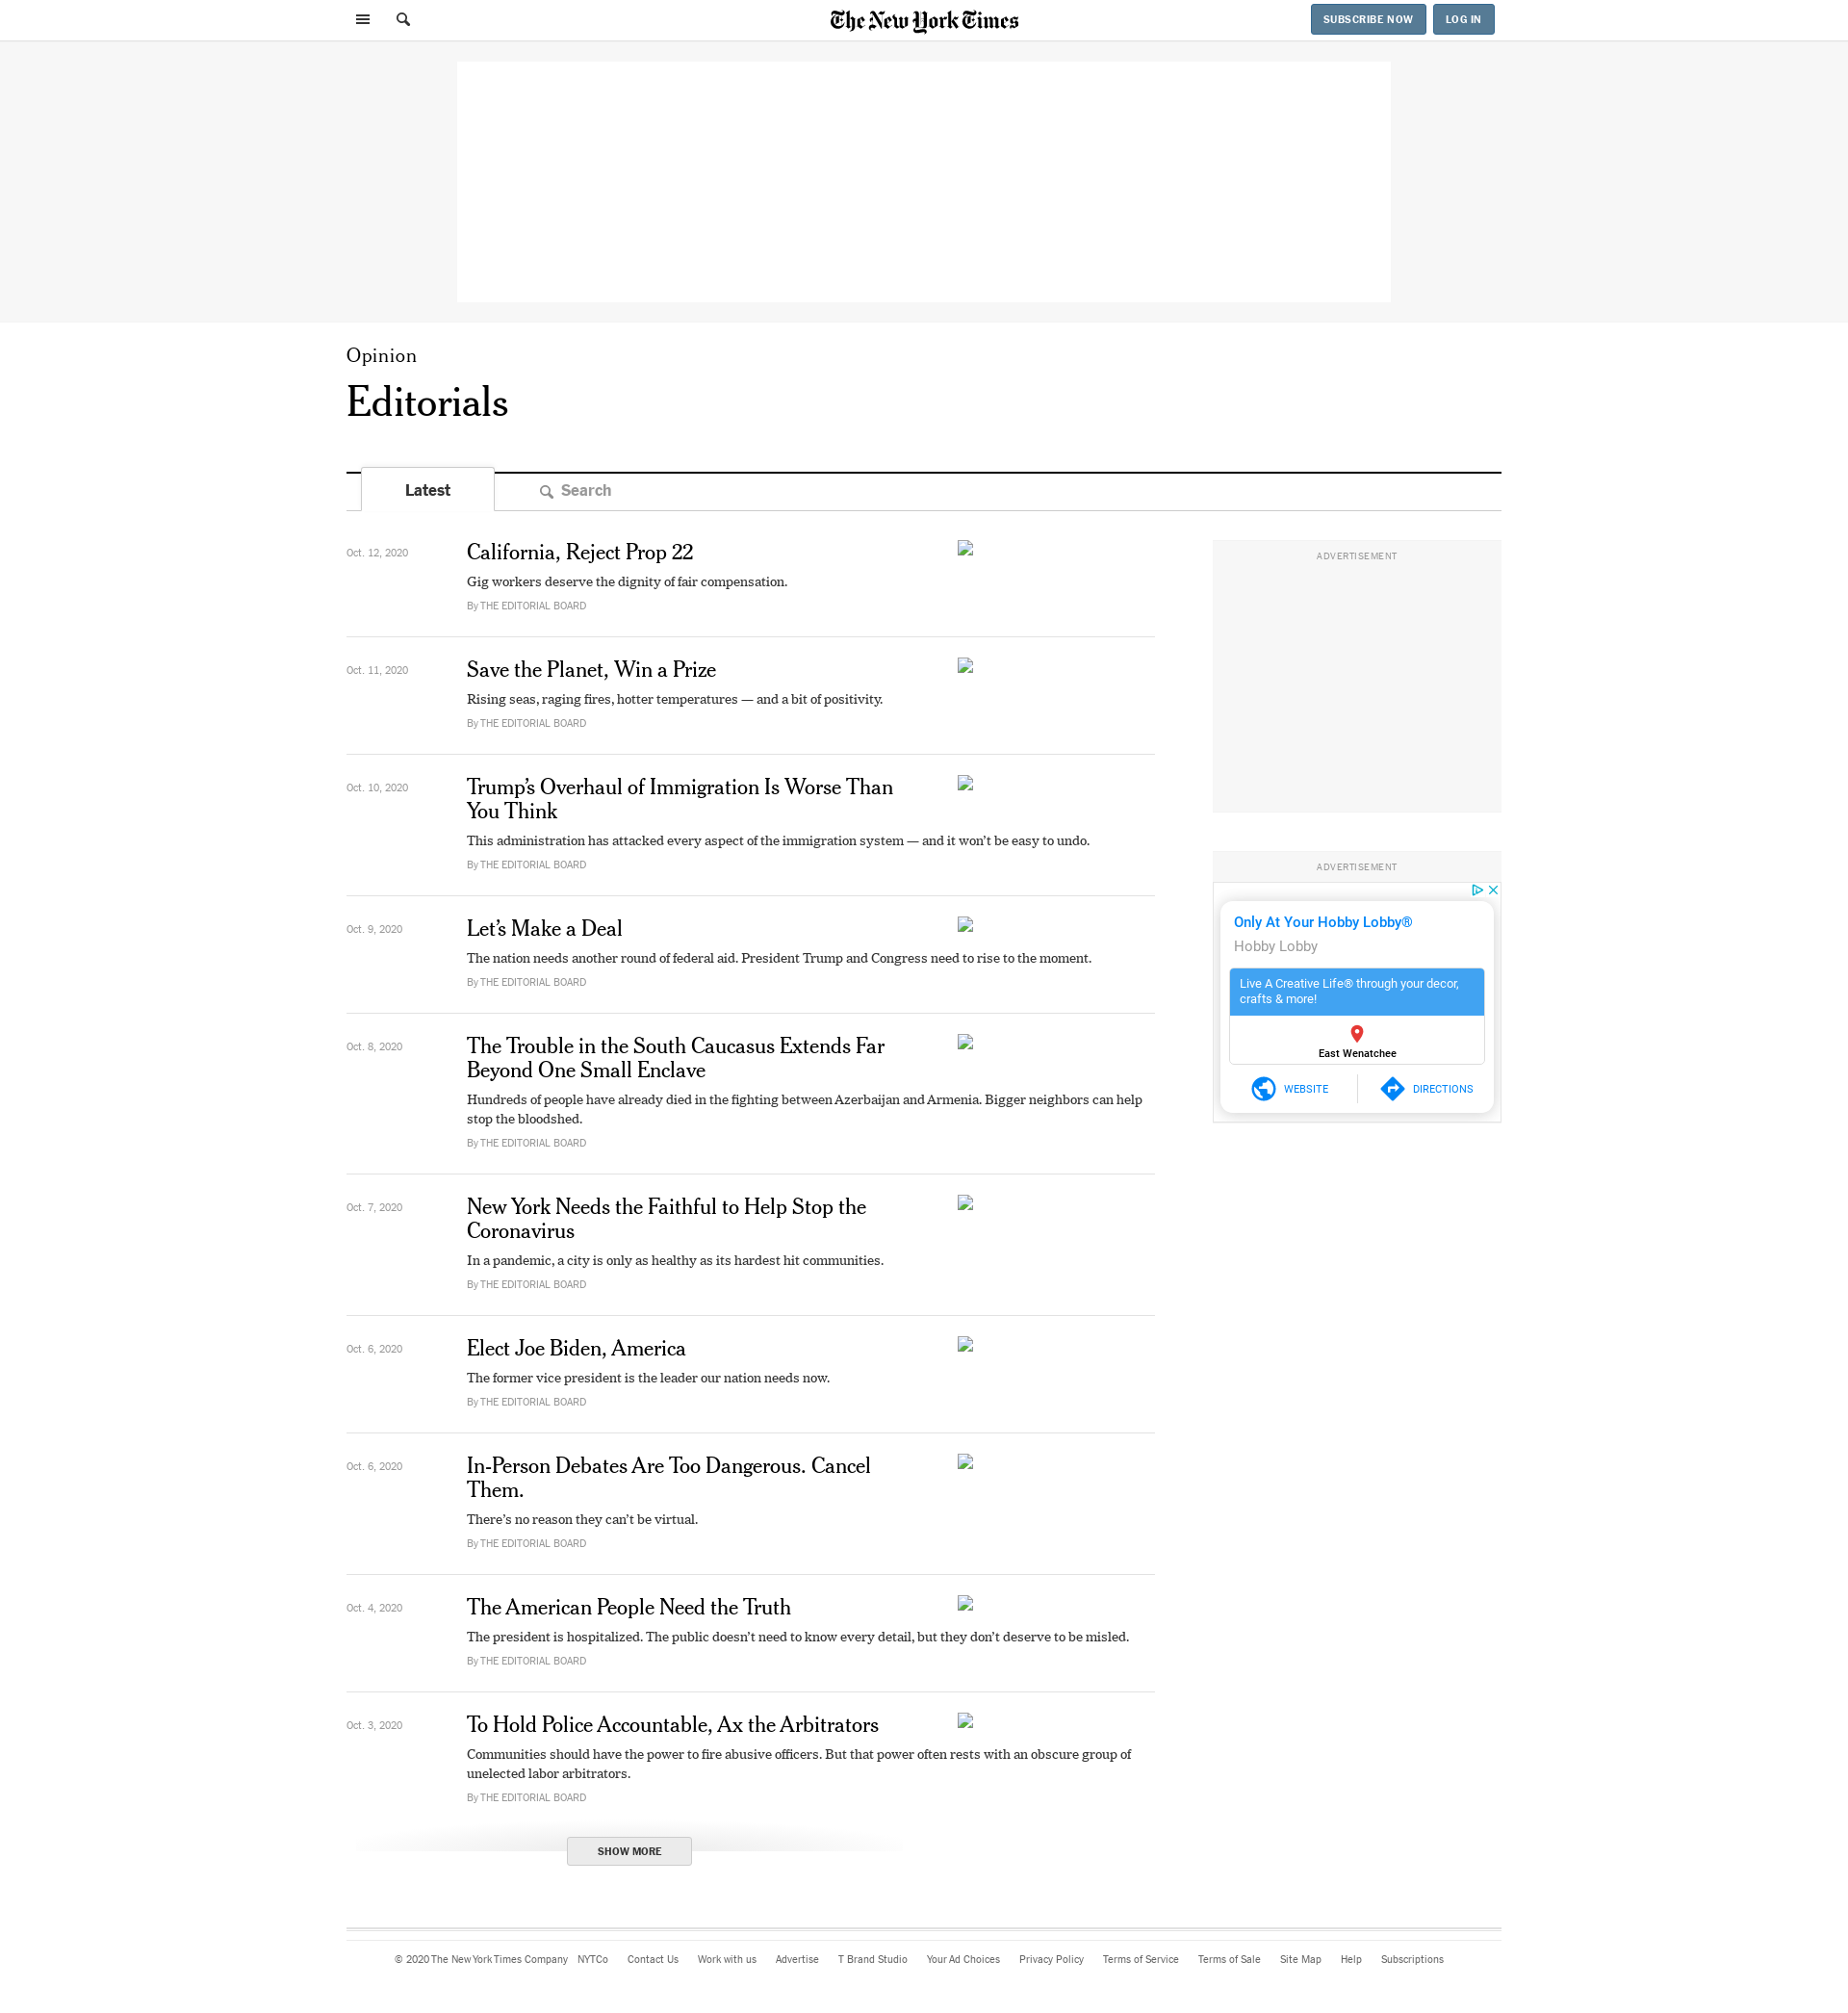 The New York Times
SUBSCRIBE NOW
LOG IN
Opinion
Editorials
Latest
Search
Oct. 12, 2020
California, Reject Prop 22
Gig workers deserve the dignity of fair compensation.
By THE EDITORIAL BOARD
Oct. 11, 2020
Save the Planet, Win a Prize
Rising seas, raging fires, hotter temperatures — and a bit of positivity.
By THE EDITORIAL BOARD
Oct. 10, 2020
Trump’s Overhaul of Immigration Is Worse Than
You Think
This administration has attacked every aspect of the immigration system — and it won’t be easy to undo.
By THE EDITORIAL BOARD
Oct. 9, 2020
Let’s Make a Deal
The nation needs another round of federal aid. President Trump and Congress need to rise to the moment.
By THE EDITORIAL BOARD
Oct. 8, 2020
The Trouble in the South Caucasus Extends Far
Beyond One Small Enclave
Hundreds of people have already died in the fighting between Azerbaijan and Armenia. Bigger neighbors can help
stop the bloodshed.
By THE EDITORIAL BOARD
Oct. 7, 2020
New York Needs the Faithful to Help Stop the
Coronavirus
In a pandemic, a city is only as healthy as its hardest hit communities.
By THE EDITORIAL BOARD
Oct. 6, 2020
Elect Joe Biden, America
The former vice president is the leader our nation needs now.
By THE EDITORIAL BOARD
Oct. 6, 2020
In-Person Debates Are Too Dangerous. Cancel
Them.
There’s no reason they can’t be virtual.
By THE EDITORIAL BOARD
Oct. 4, 2020
The American People Need the Truth
The president is hospitalized. The public doesn’t need to know every detail, but they don’t deserve to be misled.
By THE EDITORIAL BOARD
Oct. 3, 2020
To Hold Police Accountable, Ax the Arbitrators
Communities should have the power to fire abusive officers. But that power often rests with an obscure group of
unelected labor arbitrators.
By THE EDITORIAL BOARD
SHOW MORE
ADVERTISEMENT
ADVERTISEMENT
Only At Your Hobby Lobby®
Hobby Lobby
Live A Creative Life® through your decor,
crafts & more!
East Wenatchee
WEBSITE
DIRECTIONS
© 2020 The New York Times Company NYTCo Contact Us Work with us Advertise T Brand Studio Your Ad Choices Privacy Policy Terms of Service Terms of Sale Site Map Help Subscriptions